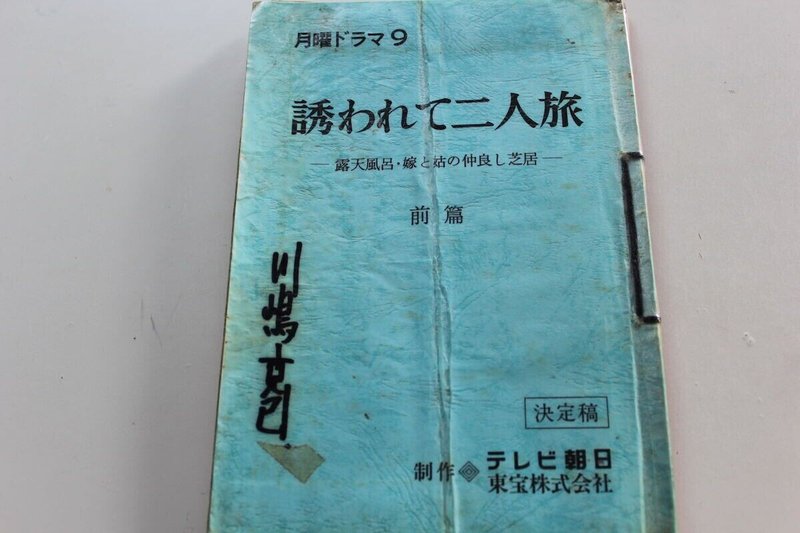 月曜ドラマ9
誘われて二人旅
―露天風呂・嫁と姑の仲良し芝居―
前篇
川嶋
決定稿
制作 テレビ朝日
東宝株式会社